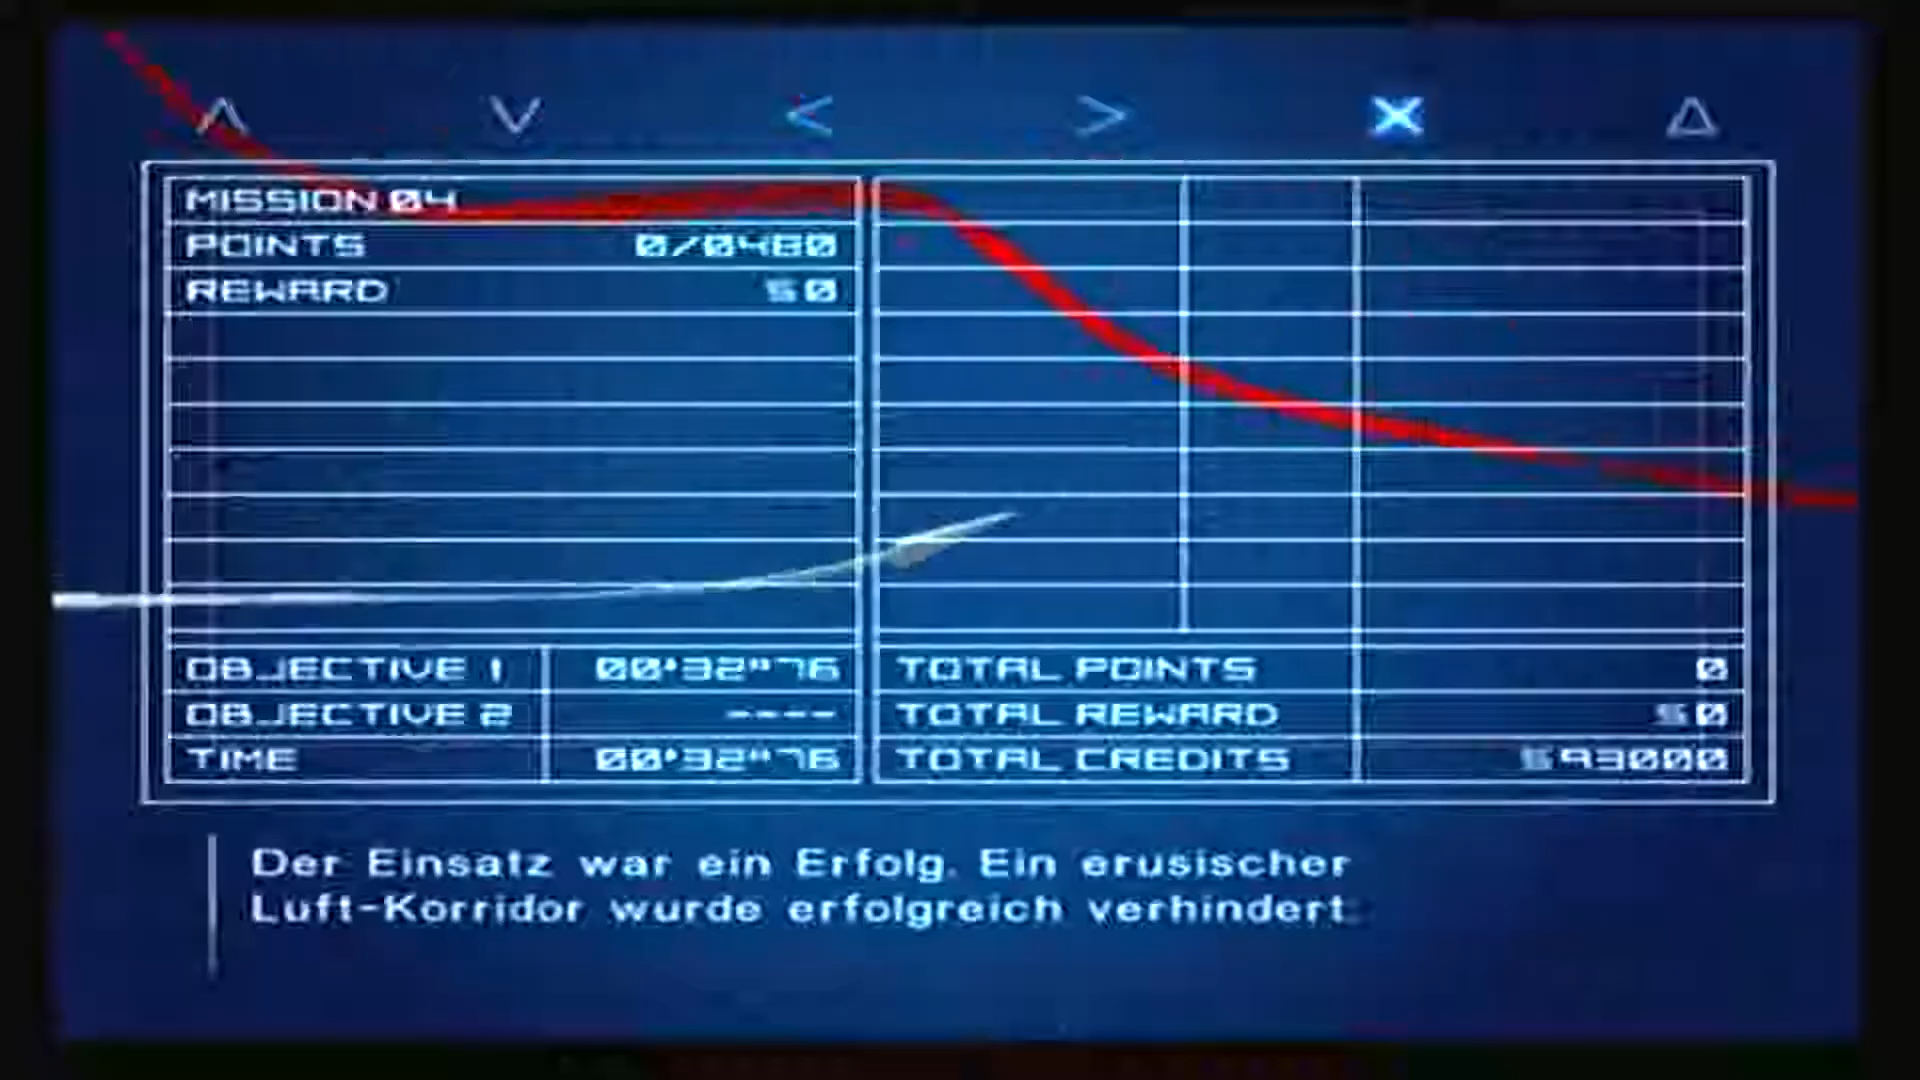 MISSION 04
POINTS 0/0480
REWARD 50
OBJECTIVE 1 00'32"76
OBJECTIVE 2 ----
TIME 00'32"76
TOTAL POINTS 0
TOTAL REWARD 50
TOTAL CREDITS 593000
Der Einsatz war ein Erfolg. Ein erusischer
Luft-Korridor wurde erfolgreich verhindert.